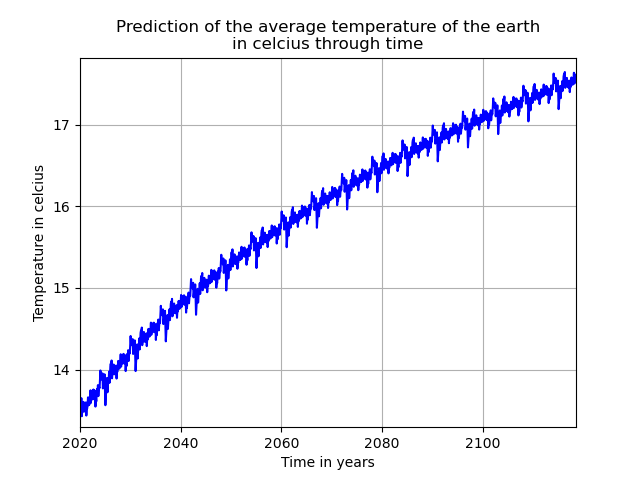 Prediction of the average temperature of the earth
in celcius through time
Temperature in celcius
17
16
15
14
2020 2040 2060 2080 2100
Time in years